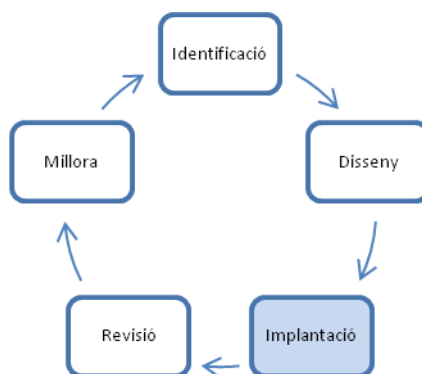 Identificació
Disseny
Implantació
Revisió
Millora